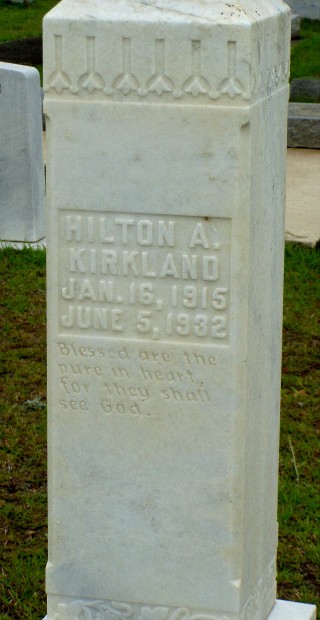 HILTON A.
KIRKLAND
JAN. 16, 1915
JUNE 5, 1932
Blessed are the
pure in heart,
for they shall
see God.